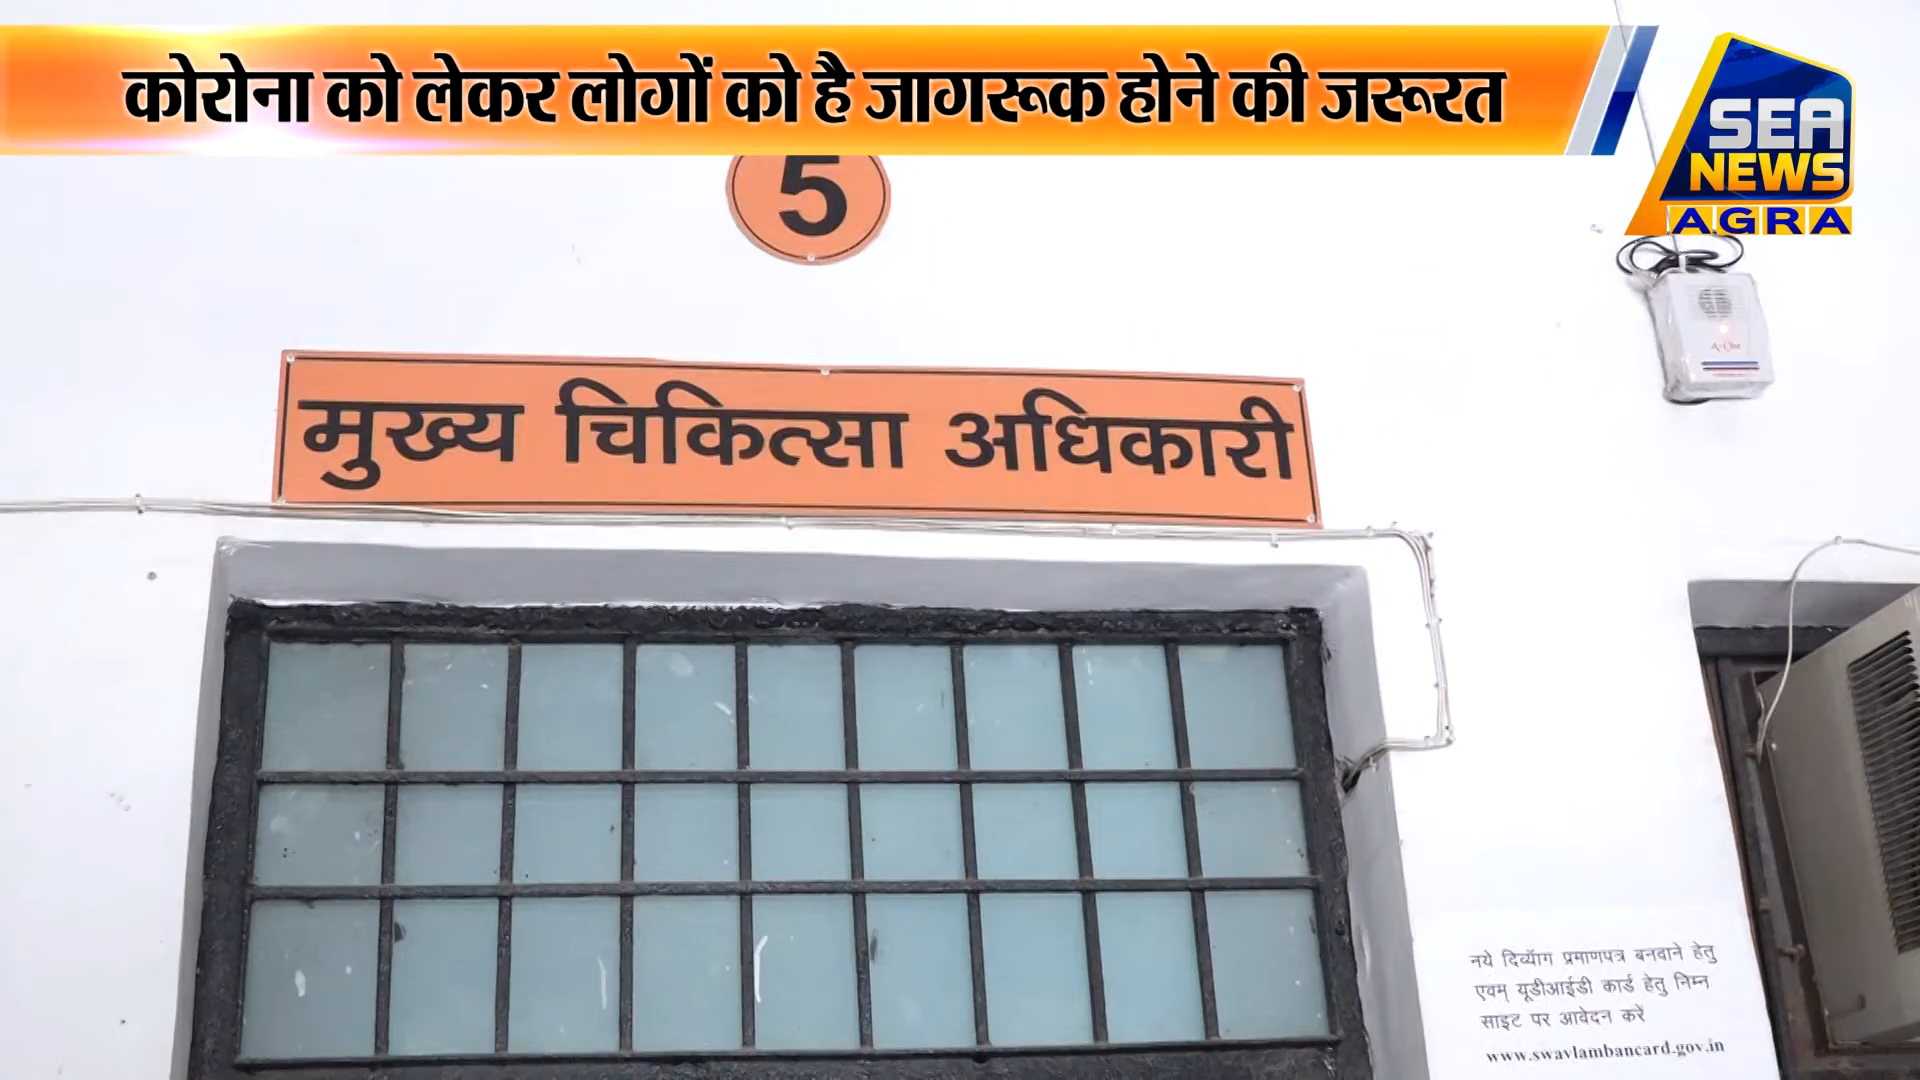 कोरोना को लेकर लोगों को है जागरूक होने की जरूरत
SEA
NEWS
AGRA
5
मुख्य चिकित्सा अधिकारी
नये दिव्याँग प्रमाणपत्र बनवाने हेतु
एवम् यूडीआईडी कार्ड हेतु निम्न
साइट पर आवेदन करें
www.swavlambancard.gov.in